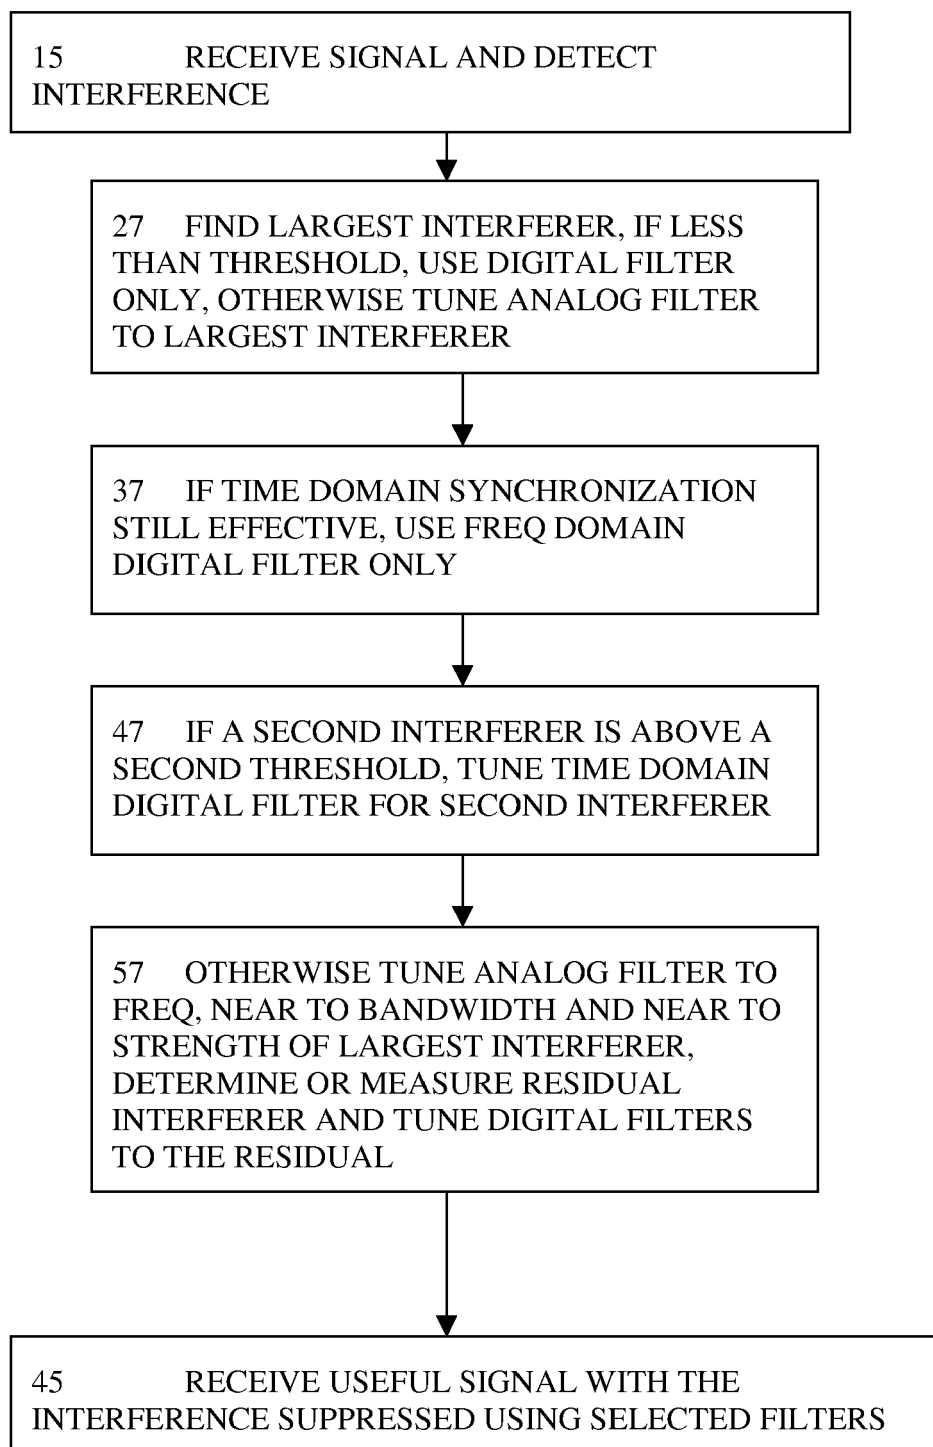 15 RECEIVE SIGNAL AND DETECT
INTERFERENCE
27 FIND LARGEST INTERFERER, IF LESS
THAN THRESHOLD, USE DIGITAL FILTER
ONLY, OTHERWISE TUNE ANALOG FILTER
TO LARGEST INTERFERER
37 IF TIME DOMAIN SYNCHRONIZATION
STILL EFFECTIVE, USE FREQ DOMAIN
DIGITAL FILTER ONLY
47 IF A SECOND INTERFERER IS ABOVE A
SECOND THRESHOLD, TUNE TIME DOMAIN
DIGITAL FILTER FOR SECOND INTERFERER
57 OTHERWISE TUNE ANALOG FILTER TO
FREQ, NEAR TO BANDWIDTH AND NEAR TO
STRENGTH OF LARGEST INTERFERER,
DETERMINE OR MEASURE RESIDUAL
INTERFERER AND TUNE DIGITAL FILTERS
TO THE RESIDUAL
45 RECEIVE USEFUL SIGNAL WITH THE
INTERFERENCE SUPPRESSED USING SELECTED FILTERS